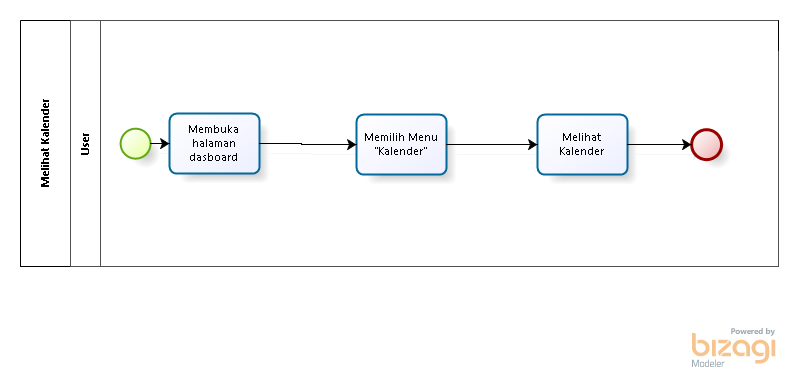 Melihat Kalender
User
Membuka
halaman
dasboard
Memilih Menu
"Kalender"
Melihat
Kalender
Powered by
bizagi
Modeler